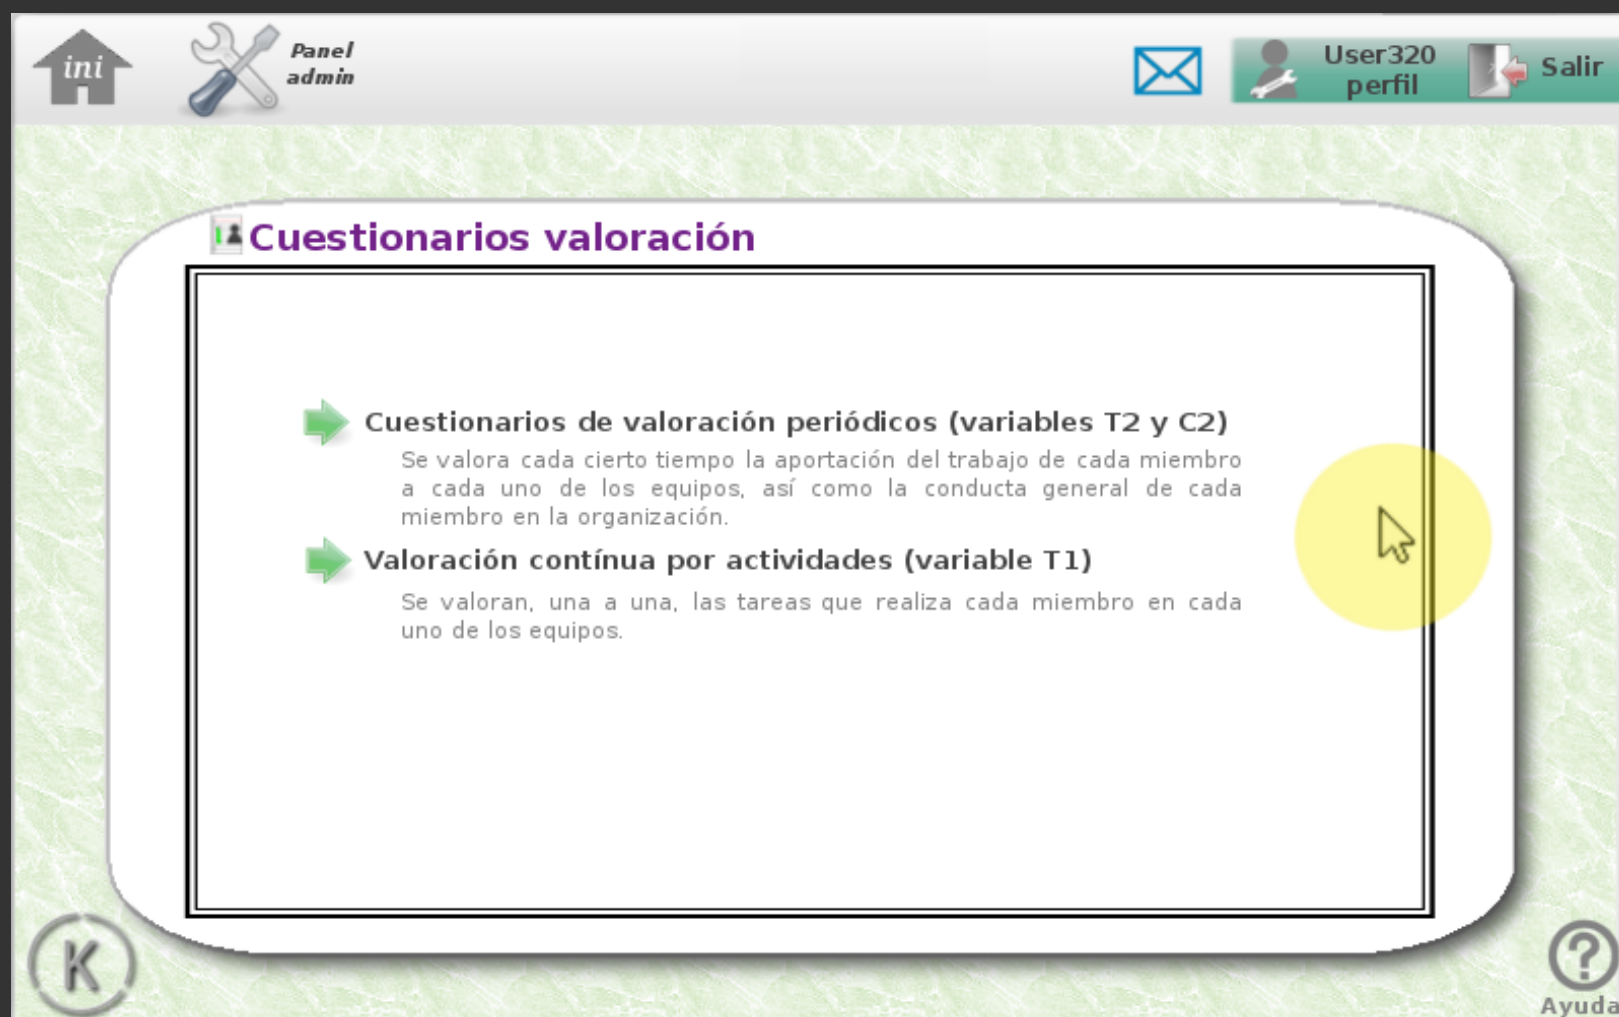 ini
Panel
admin
User320
perfil
Salir
Cuestionarios valoración
Cuestionarios de valoración periódicos (variables T2 y C2)
Se valora cada cierto tiempo la aportación del trabajo de cada miembro
a cada uno de los equipos, así como la conducta general de cada
miembro en la organización.
Valoración contínua por actividades (variable T1)
Se valoran, una a una, las tareas que realiza cada miembro en cada
uno de los equipos.
K
?
Ayuda